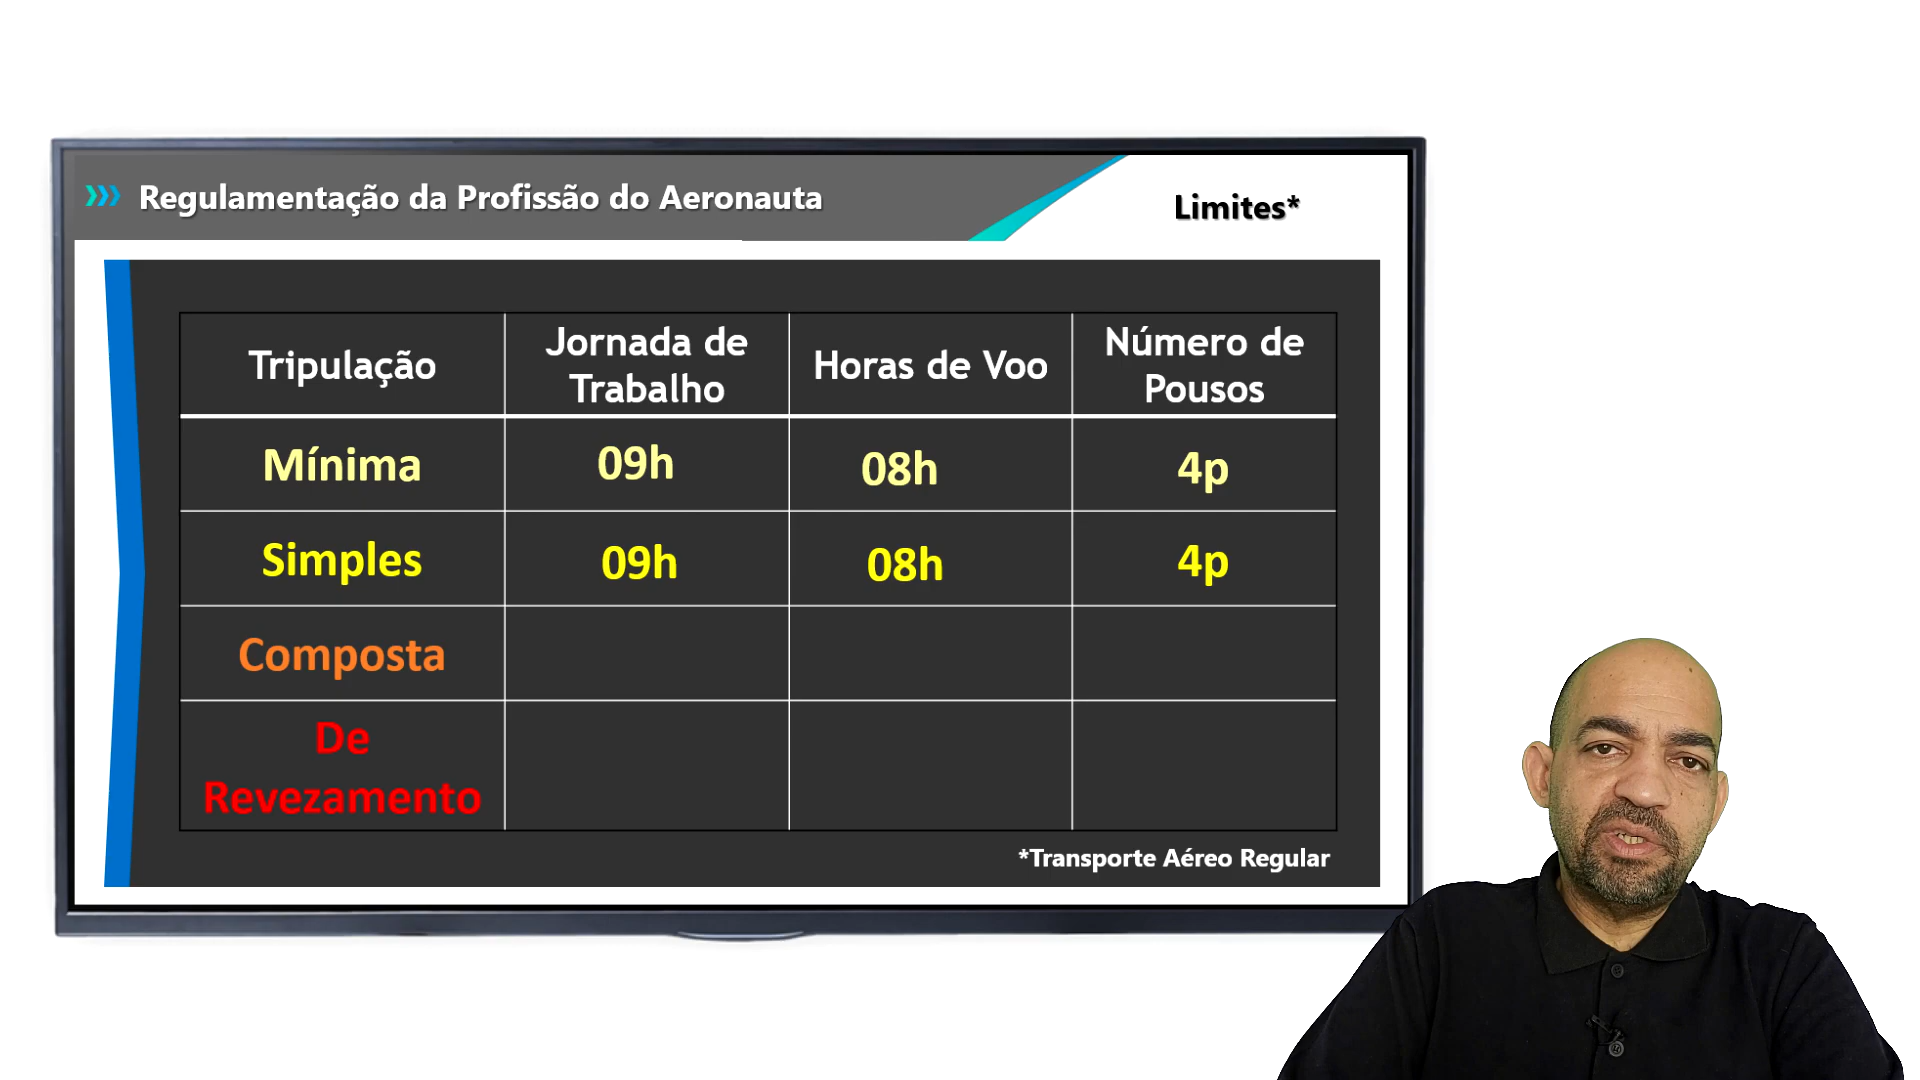 Regulamentação da Profissão do Aeronauta
Limites*
Tripulação
Jornada de
Trabalho
Horas de Voo
Número de
Pousos
Mínima
09h
08h
4p
Simples
09h
08h
4p
Composta
De
Revezamento
*Transporte Aéreo Regular